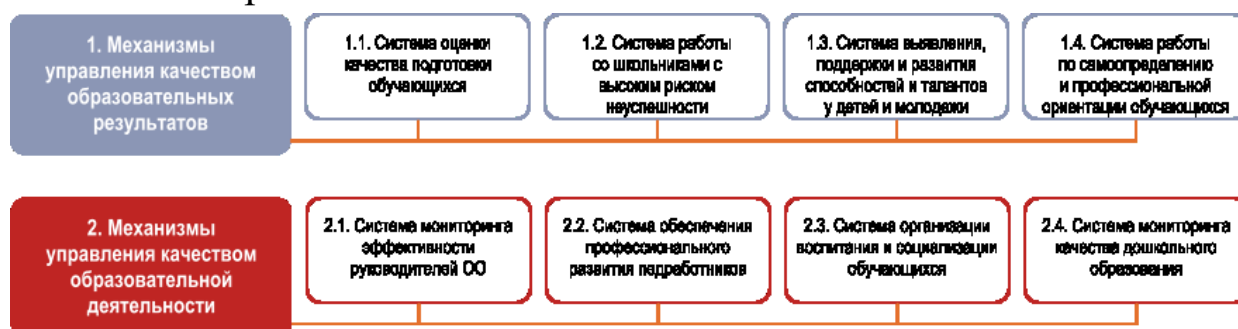 1. Механизмы
управления качеством
образовательных
результатов
1.1. Система оценки
качества подготовки
обучающихся
1.2. Система работы
со школьниками с
высоким риском
неуспешности
1.3. Система выявления,
поддержки и развития
способностей и талантов
у детей и молодежи
1.4. Система работы
по самоопределению
и профессиональной
ориентации обучающихся
2. Механизмы
управления качеством
образовательной
деятельности
2.1. Система мониторинга
эффективности
руководителей ОО
2.2. Система обеспечения
профессионального
развития педработников
2.3. Система организации
воспитания и социализации
обучающихся
2.4. Система мониторинга
качества дошкольного
образования